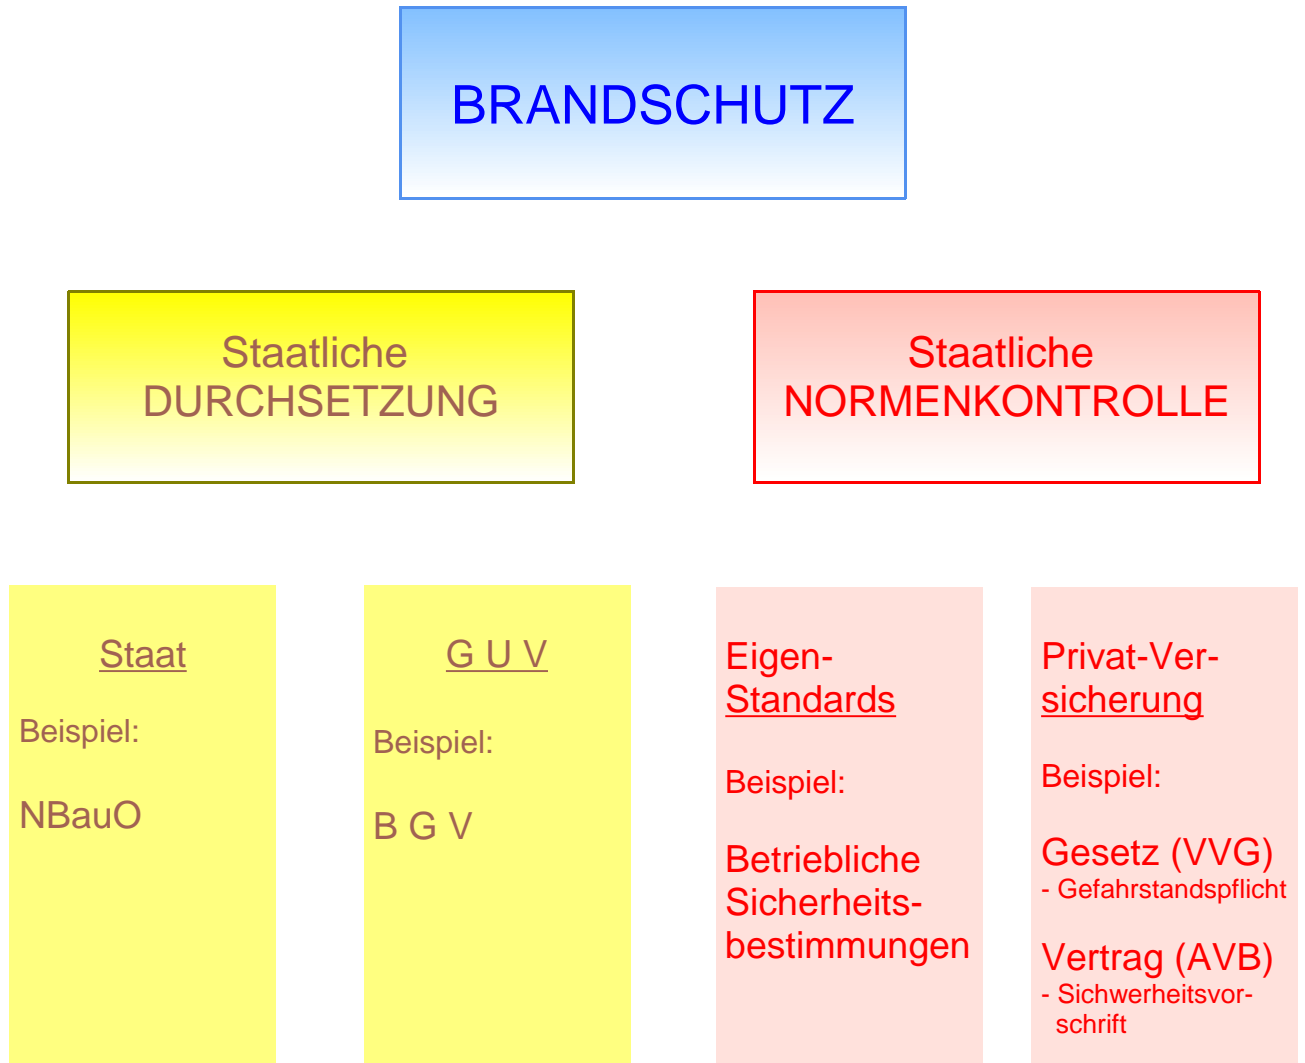 BRANDSCHUTZ
Staatliche
DURCHSETZUNG
Staatliche
NORMENKONTROLLE
Staat
Beispiel:
NBauO
G U V
Beispiel:
B G V
Eigen-
Standards
Beispiel:
Betriebliche
Sicherheits-
bestimmungen
Privat-Ver-
sicherung
Beispiel:
Gesetz (VVG)
- Gefahrstandspflicht
Vertrag (AVB)
- Sichwerheitsvor-
schrift